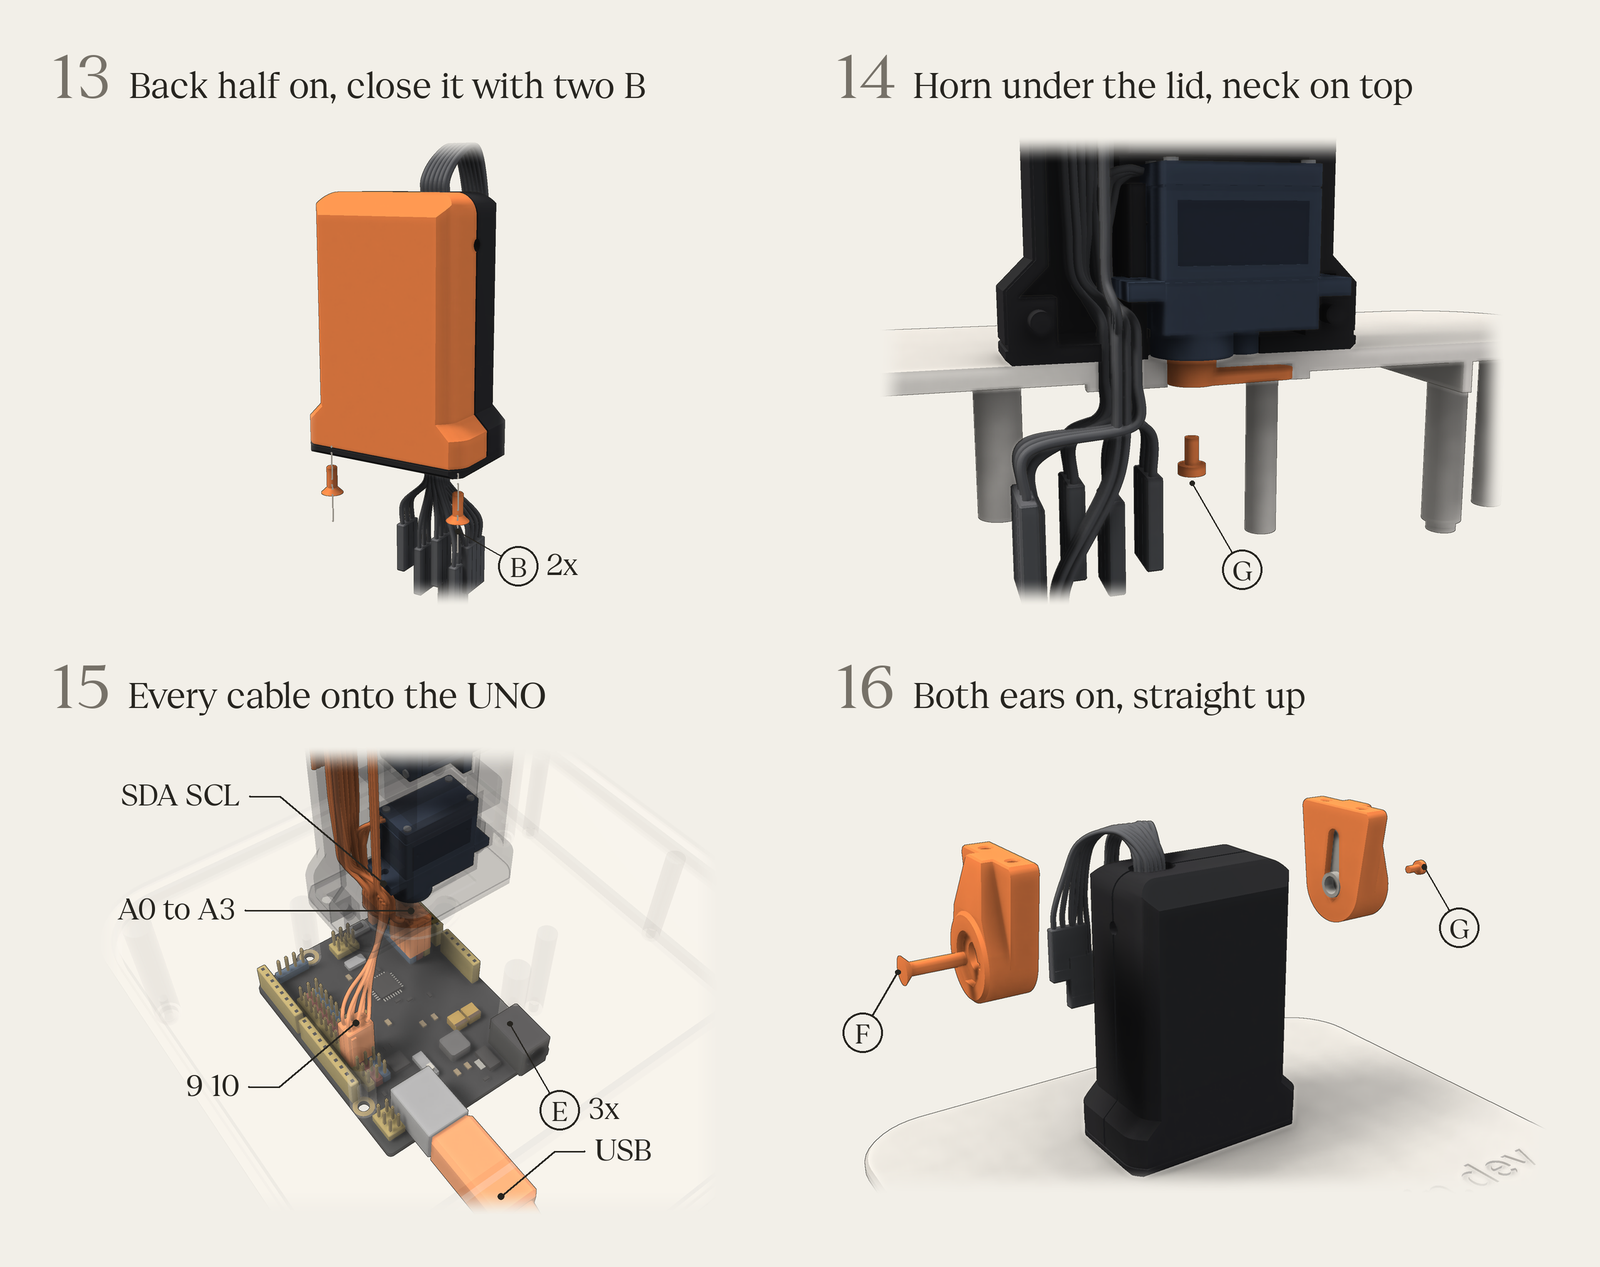 13 Back half on, close it with two B
B 2x
14 Horn under the lid, neck on top
G
15 Every cable onto the UNO
SDA SCL
A0 to A3
9 10
E 3x
USB
16 Both ears on, straight up
G
F
dev